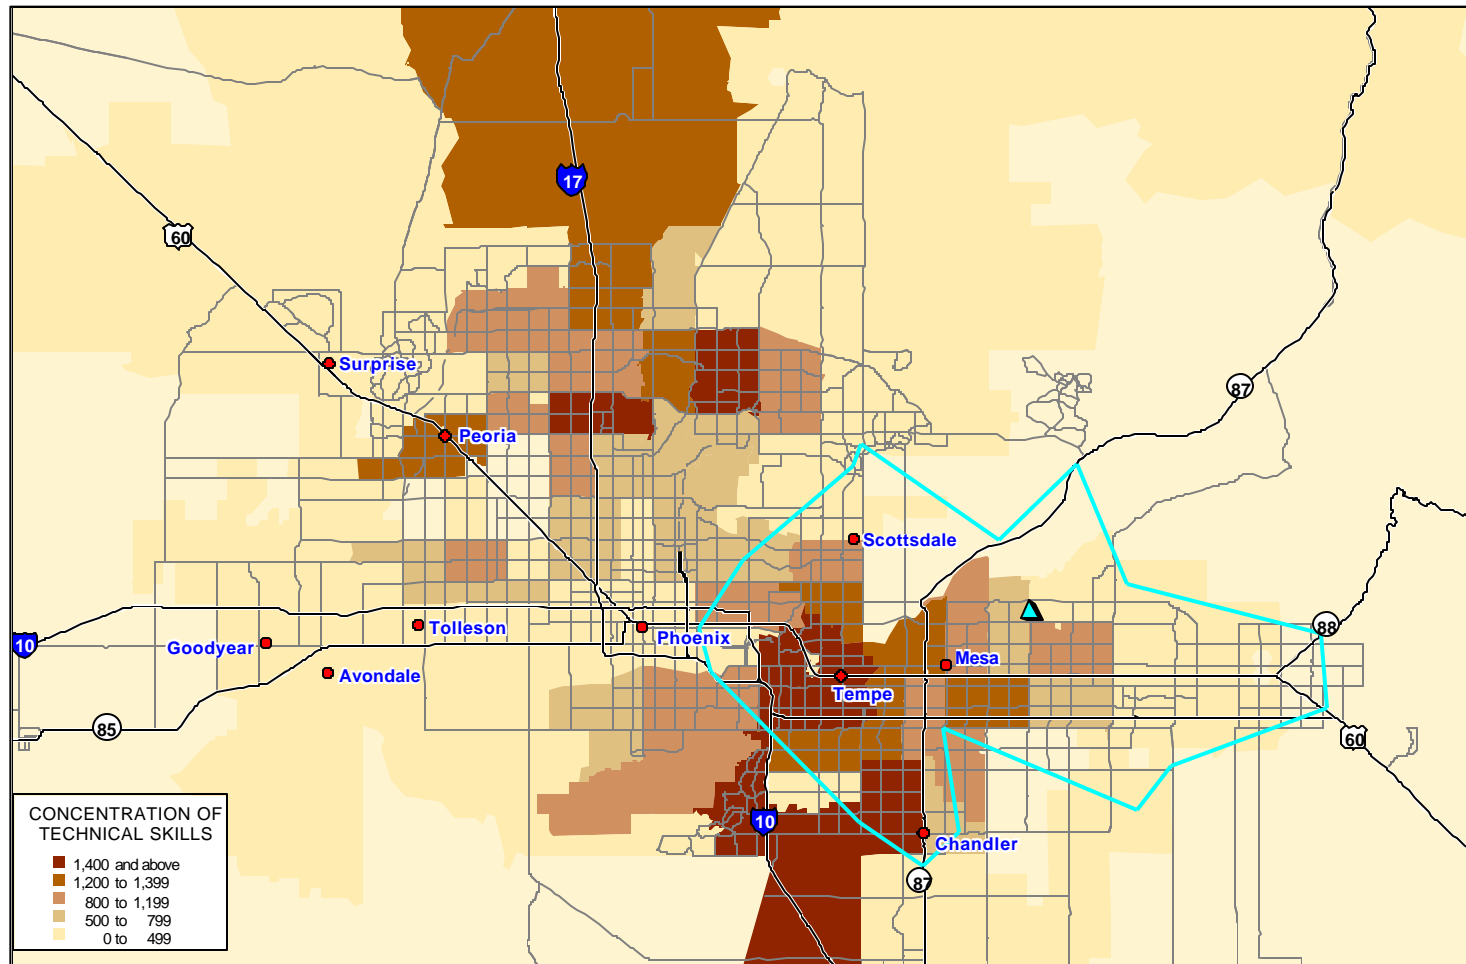 17
60
Surprise
87
Peoria
Scottsdale
10
Goodyear
Tolleson
Phoenix
88
Avondale
Mesa
Tempe
85
60
CONCENTRATION OF
TECHNICAL SKILLS
1,400 and above
1,200 to 1,399
800 to 1,199
500 to 799
0 to 499
10
Chandler
87